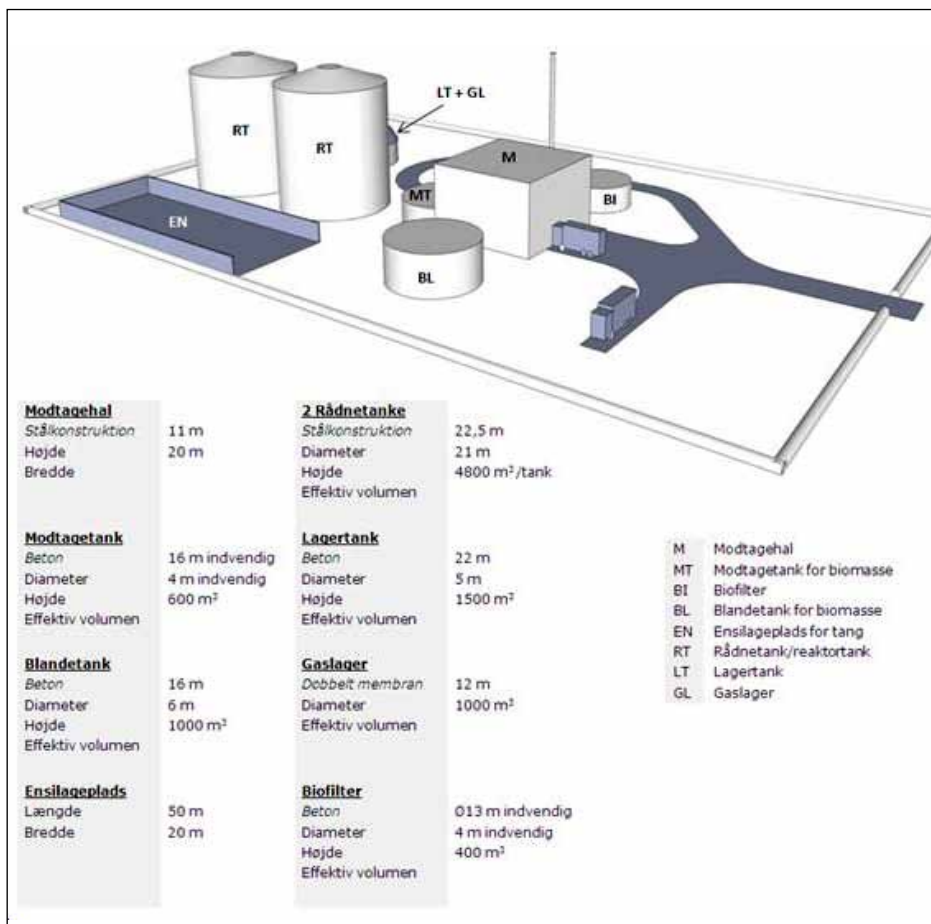 LT + GL
RT
RT
M
MT
BI
EN
BL
Modtagehal
Stålkonstruktion 11 m
Højde 20 m
Bredde
2 Rådnetanke
Stålkonstruktion 22,5 m
Diameter 21 m
Højde 4800 m³/tank
Effektiv volumen
Modtagetank
Beton 16 m indvendig
Diameter 4 m indvendig
Højde 600 m³
Effektiv volumen
Lagertank
Beton 22 m
Diameter 5 m
Højde 1500 m³
Effektiv volumen
M Modtagehal
MT Modtagetank for biomasse
BI Biofilter
BL Blandetank for biomasse
EN Ensilageplads for tang
RT Rådnetank/reaktortank
LT Lagertank
GL Gaslager
Blandetank
Beton 16 m
Diameter 6 m
Højde 1000 m³
Effektiv volumen
Gaslager
Dobbelt membran 12 m
Diameter 1000 m³
Effektiv volumen
Ensilageplads
Længde 50 m
Bredde 20 m
Biofilter
Beton O13 m indvendig
Diameter 4 m indvendig
Højde 400 m³
Effektiv volumen